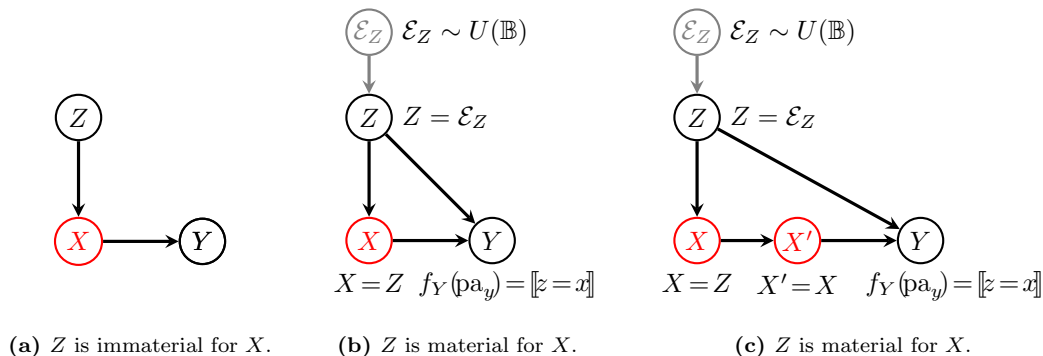 ℰ_Z ℰ_Z ∼ U(𝔹)
Z Z = ℰ_Z
X Y
X = Z f_Y(pa_y) = ⟦z = x⟧
ℰ_Z ℰ_Z ∼ U(𝔹)
Z Z = ℰ_Z
X X′ Y
X = Z X′ = X f_Y(pa_y) = ⟦z = x⟧
Z
X Y
(a) Z is immaterial for X.
(b) Z is material for X.
(c) Z is material for X.